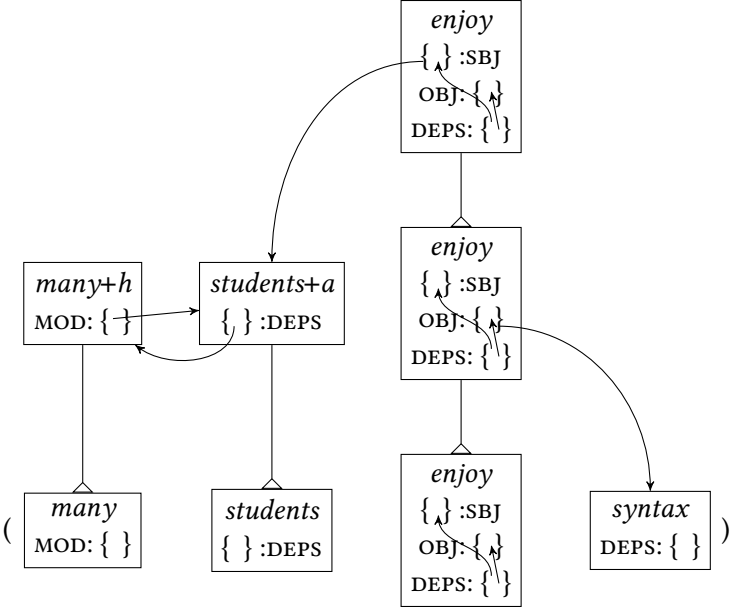 enjoy
{ } :SBJ
OBJ: { }
DEPS: { }
enjoy
{ } :SBJ
OBJ: { }
DEPS: { }
many+h
MOD: { }
students+a
{ } :DEPS
enjoy
{ } :SBJ
OBJ: { }
DEPS: { }
(
many
MOD: { }
students
{ } :DEPS
syntax
DEPS: { }
)